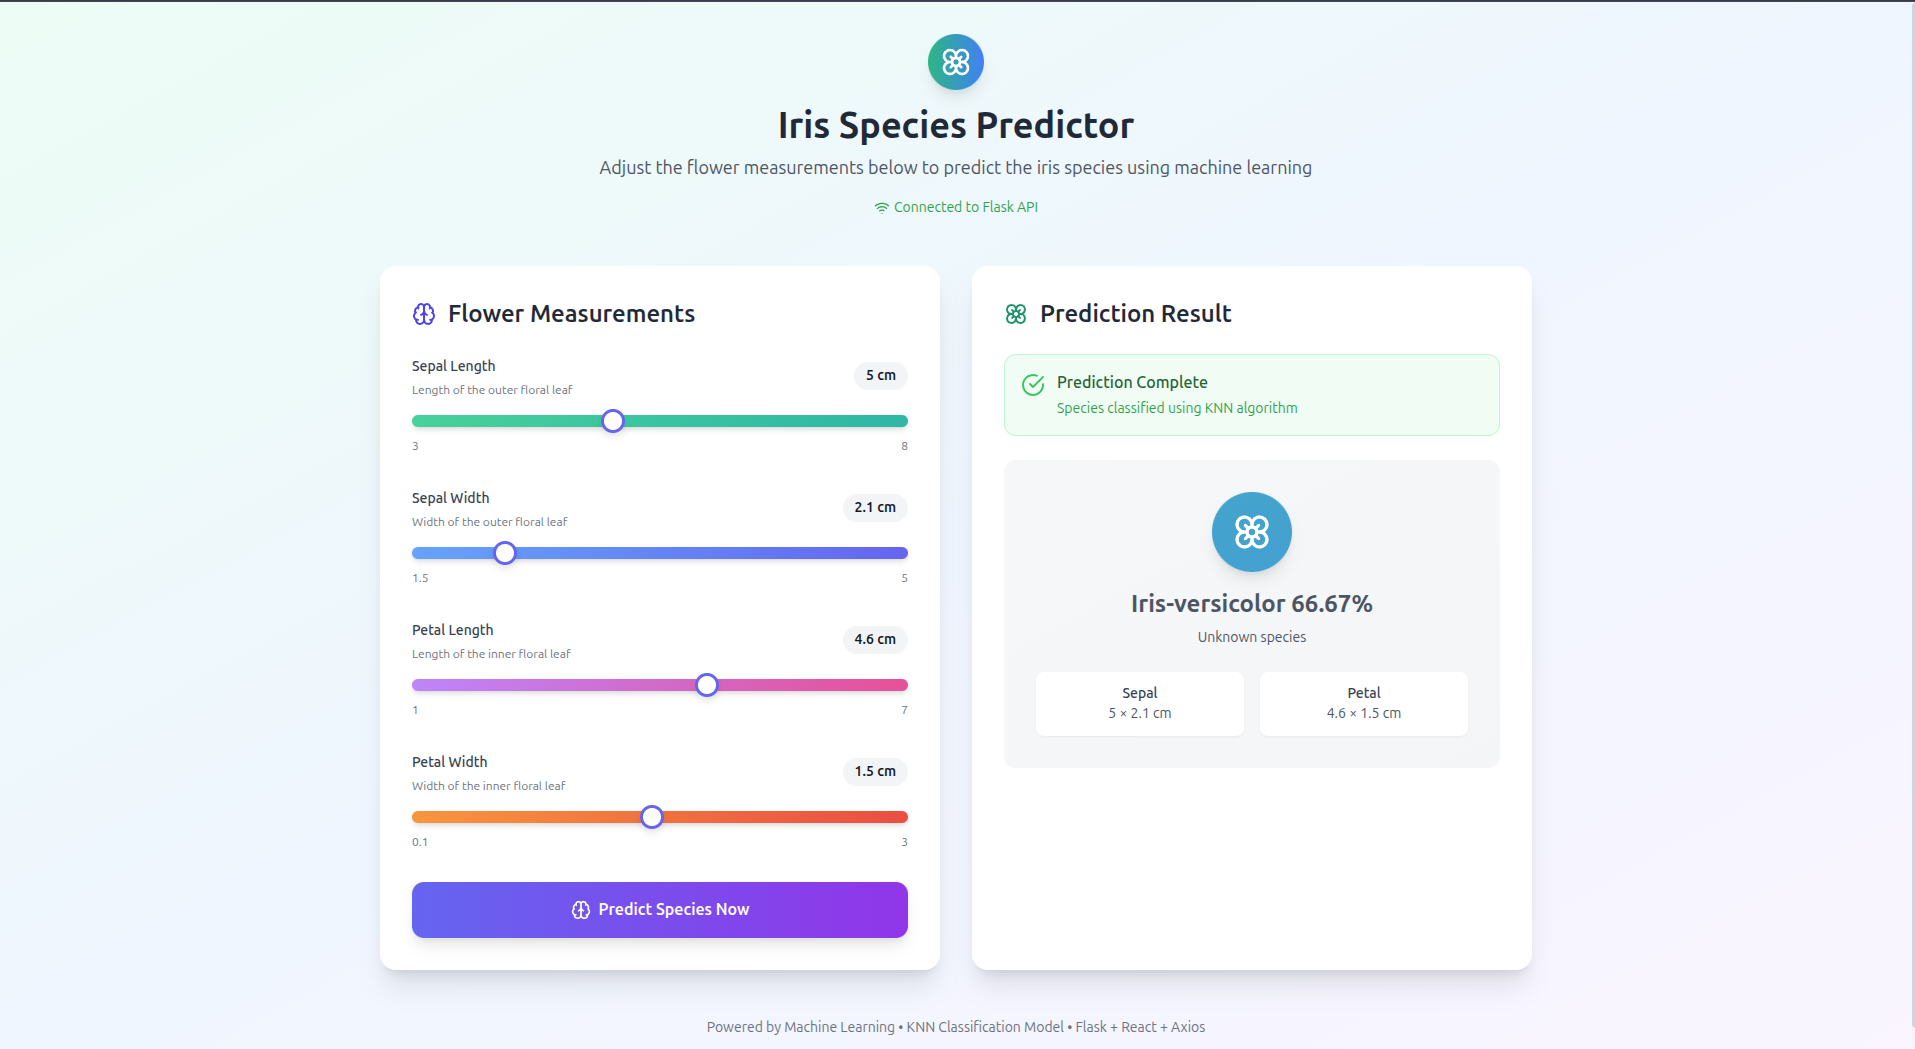 Iris Species Predictor
Adjust the flower measurements below to predict the iris species using machine learning
Connected to Flask API
Flower Measurements
Sepal Length
Length of the outer floral leaf
5 cm
3
8
Sepal Width
Width of the outer floral leaf
2.1 cm
1.5
5
Petal Length
Length of the inner floral leaf
4.6 cm
1
7
Petal Width
Width of the inner floral leaf
1.5 cm
0.1
3
Predict Species Now
Prediction Result
Prediction Complete
Species classified using KNN algorithm
Iris-versicolor 66.67%
Unknown species
Sepal
5 × 2.1 cm
Petal
4.6 × 1.5 cm
Powered by Machine Learning • KNN Classification Model • Flask + React + Axios